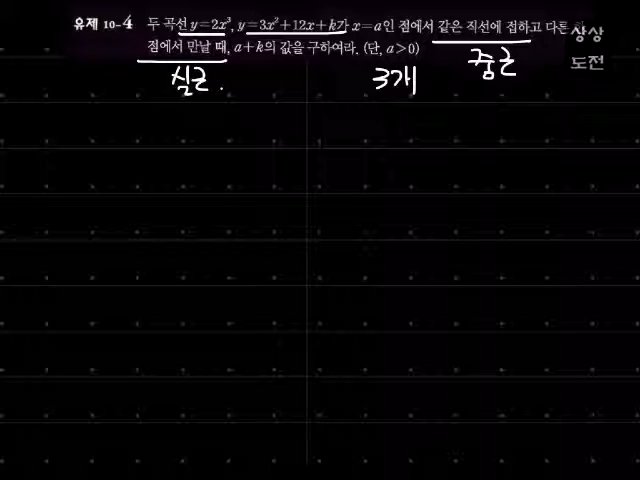 유제 10-4 두 곡선 y=2x³, y=3x²+12x+k가 x=a인 점에서 같은 직선에 접하고 다른
점에서 만날 때, a+k의 값을 구하여라. (단, a>0)
상상
도전
실근. 3개 중근